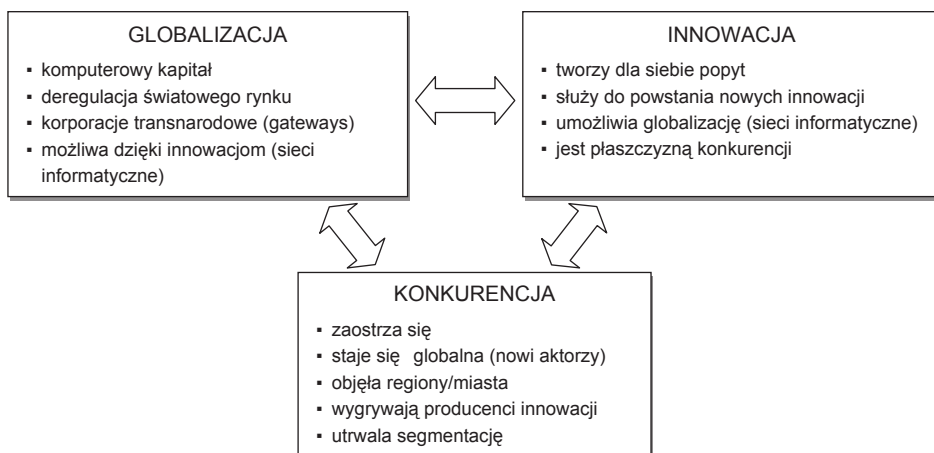 GLOBALIZACJA
▪ komputerowy kapitał
▪ deregulacja światowego rynku
▪ korporacje transnarodowe (gateways)
▪ możliwa dzięki innowacjom (sieci
informatyczne)
INNOWACJA
▪ tworzy dla siebie popyt
▪ służy do powstania nowych innowacji
▪ umożliwia globalizację (sieci informatyczne)
▪ jest płaszczyzną konkurencji
KONKURENCJA
▪ zaostrza się
▪ staje się globalna (nowi aktorzy)
▪ objęła regiony/miasta
▪ wygrywają producenci innowacji
▪ utrwala segmentację